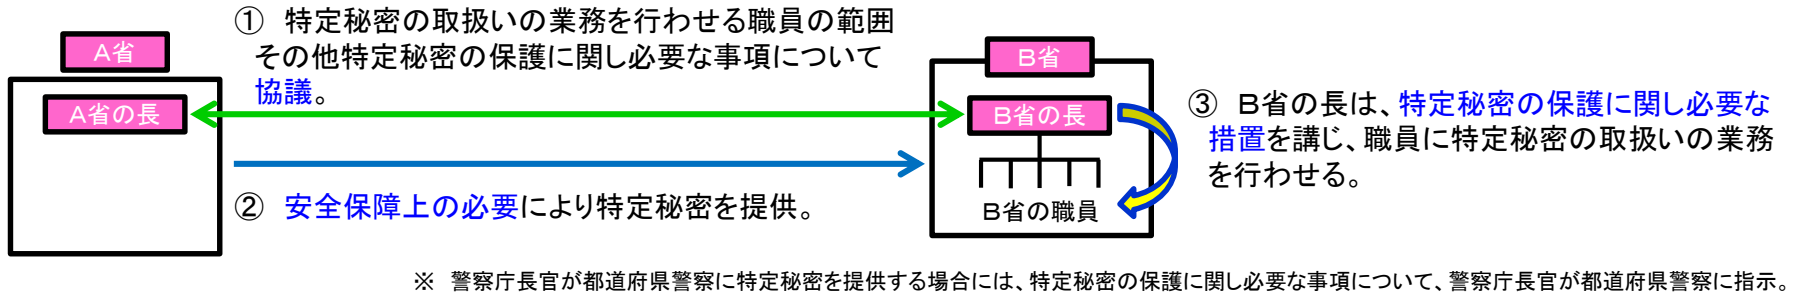 ① 特定秘密の取扱いの業務を行わせる職員の範囲
その他特定秘密の保護に関し必要な事項について
協議。
A省
A省の長
B省
B省の長
B省の職員
② 安全保障上の必要により特定秘密を提供。
③ B省の長は、特定秘密の保護に関し必要な
措置を講じ、職員に特定秘密の取扱いの業務
を行わせる。
※ 警察庁長官が都道府県警察に特定秘密を提供する場合には、特定秘密の保護に関し必要な事項について、警察庁長官が都道府県警察に指示。